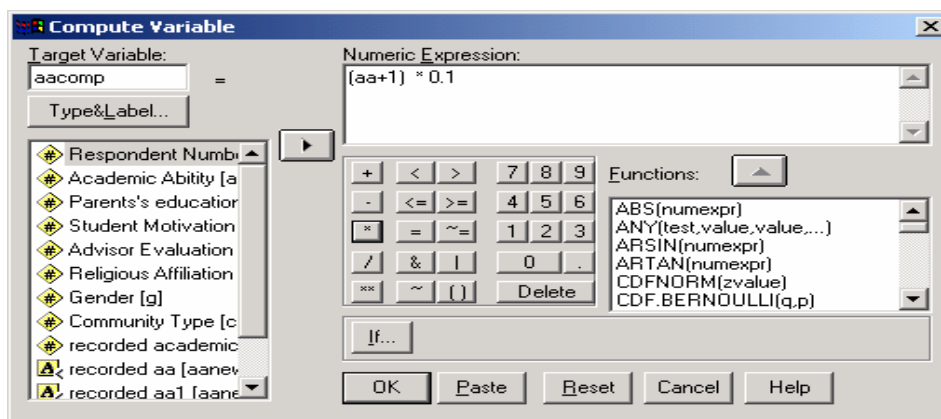 Compute Variable
Target Variable:
aacomp
=
Type&Label...
Numeric Expression:
(aa+1) * 0.1
Respondent Numb
Academic Abitity [a
Parents's education
Student Motivation
Advisor Evaluation
Religious Affiliation
Gender [g]
Community Type [c
recorded academic
recorded aa [aanew
recorded aa1 [aane
+ < > 7 8 9
- <= >= 4 5 6
* = ~= 1 2 3
/ & | 0 .
** ~ () Delete
Functions:
ABS(numexpr)
ANY(test,value,value,...)
ARSIN(numexpr)
ARTAN(numexpr)
CDFNORM(zvalue)
CDF.BERNOULLI(q,p)
If...
OK Paste Reset Cancel Help